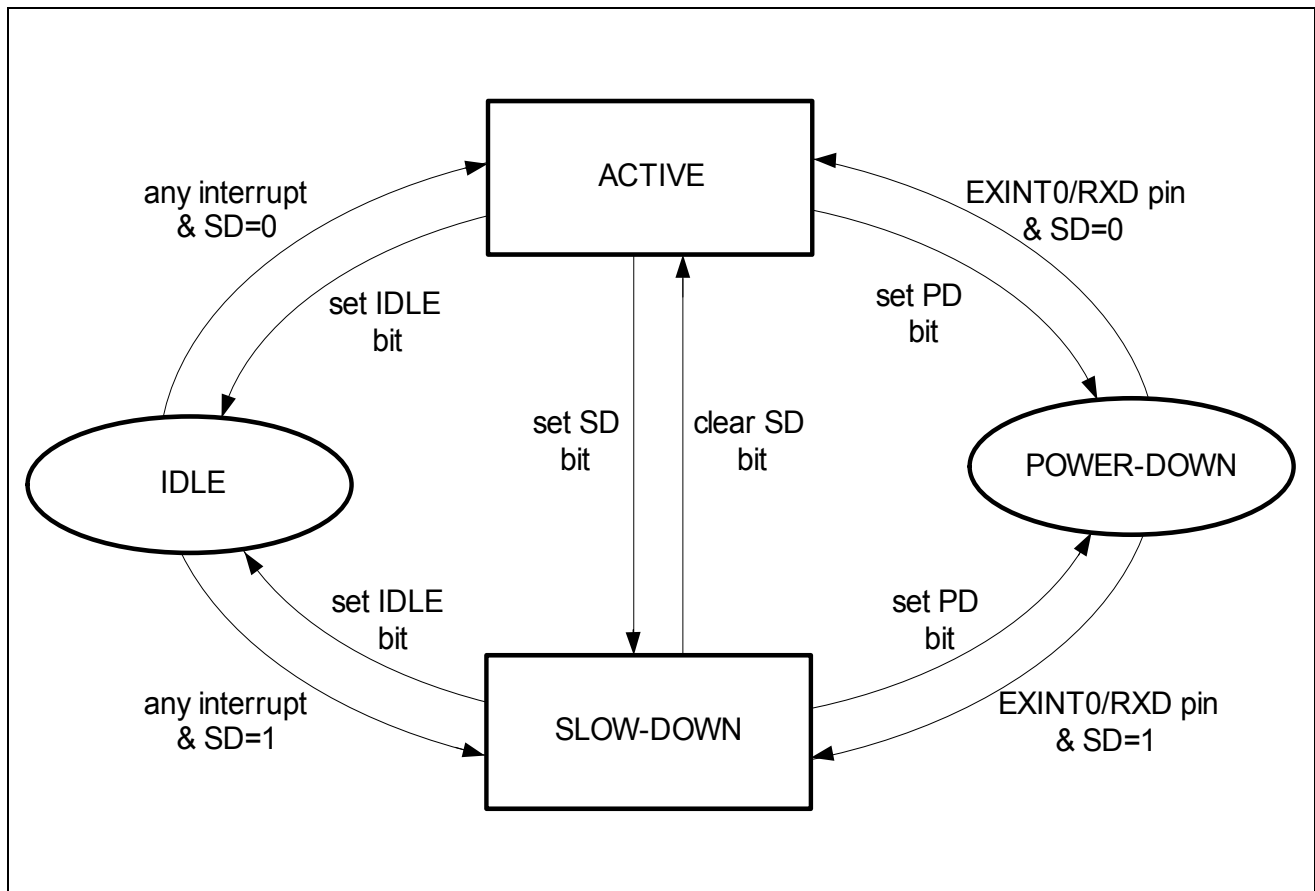 ACTIVE
any interrupt
& SD=0
EXINT0/RXD pin
& SD=0
set IDLE
bit
set PD
bit
set SD
bit
clear SD
bit
IDLE
POWER-DOWN
set IDLE
bit
set PD
bit
any interrupt
& SD=1
SLOW-DOWN
EXINT0/RXD pin
& SD=1